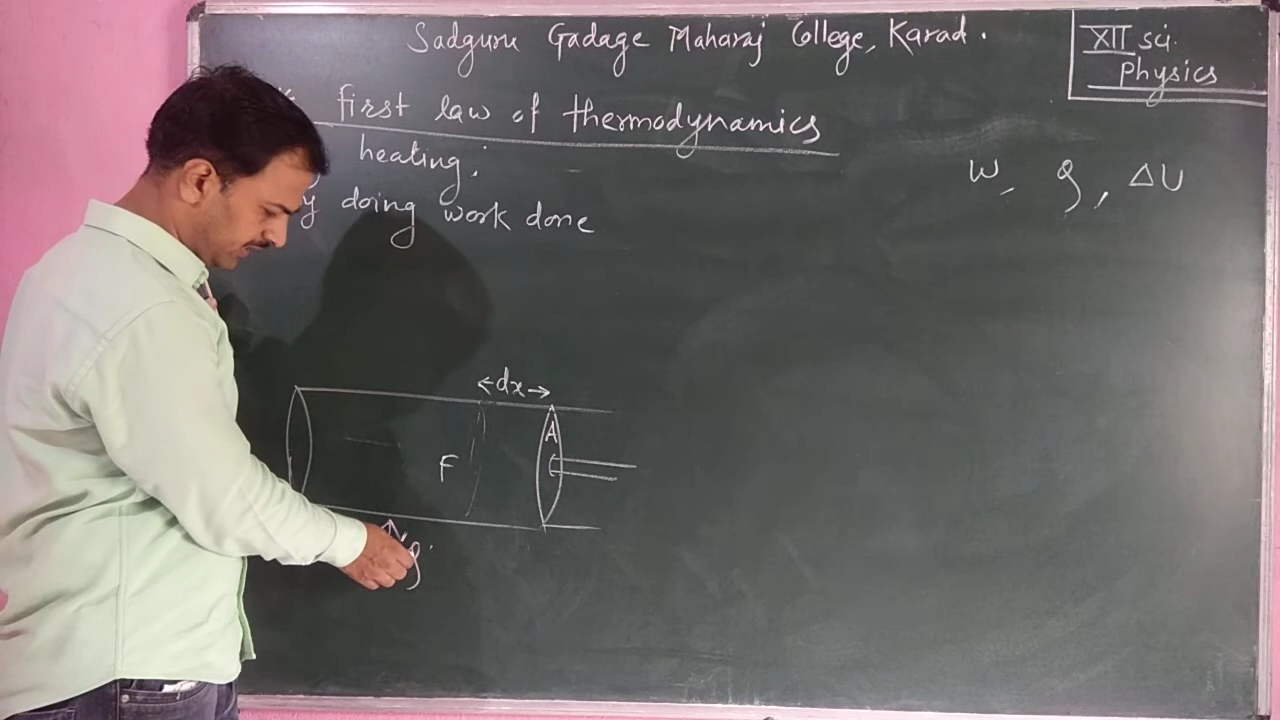 Sadguru Gadage Maharaj College, Karad.
XII sci.
Physics
first law of thermodynamics
heating.
doing work done
W, Q, ΔU
←dx→
A
F
Q